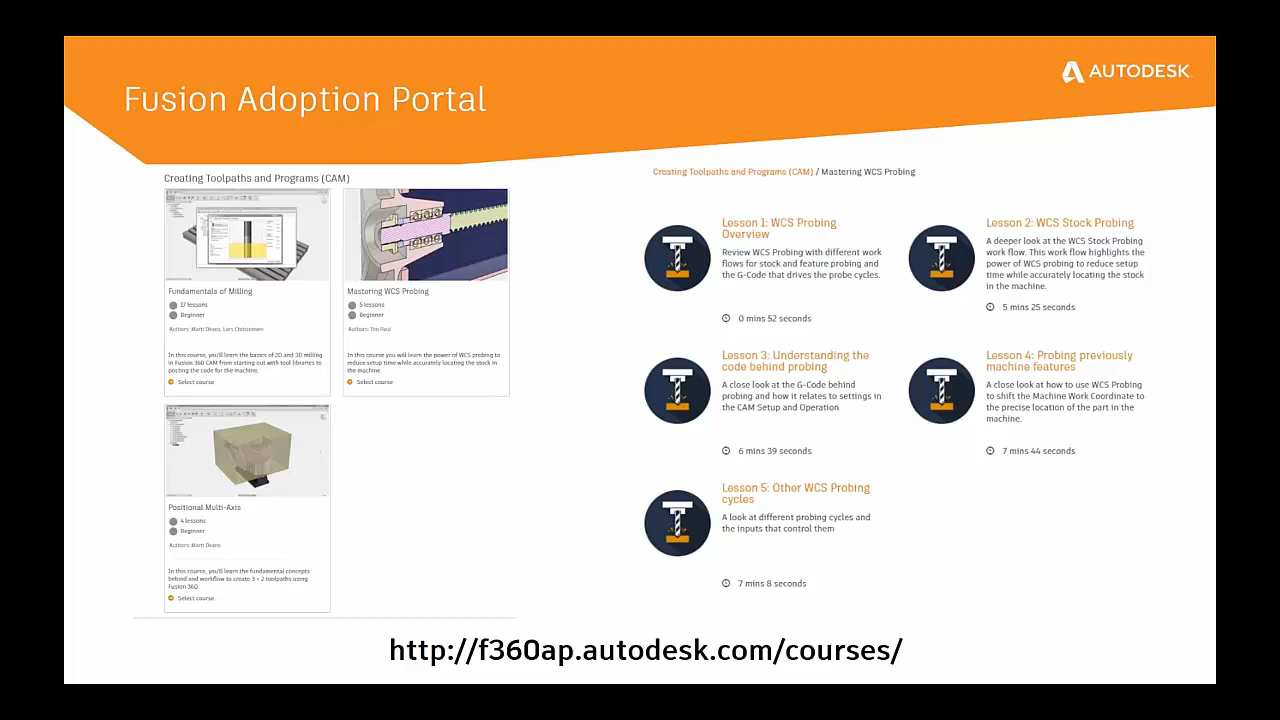 AUTODESK
Fusion Adoption Portal
Creating Toolpaths and Programs (CAM)
Fundamentals of Milling
17 lessons
Beginner
Authors: Marti Deans, Lars Christensen
In this course, you'll learn the basics of 2D and 3D milling
in Fusion 360 CAM from starting out with tool libraries to
posting the code for the machine.
Select course
Mastering WCS Probing
5 lessons
Beginner
Authors: Tim Paul
In this course you will learn the power of WCS probing to
reduce setup time while accurately locating the stock in
the machine.
Select course
Positional Multi-Axis
4 lessons
Beginner
Authors: Marti Deans
In this course, you'll learn the fundamental concepts
behind and workflow to create 3 + 2 toolpaths using
Fusion 360.
Select course
Creating Toolpaths and Programs (CAM) / Mastering WCS Probing
Lesson 1: WCS Probing
Overview
Review WCS Probing with different work
flows for stock and feature probing and
the G-Code that drives the probe cycles.
0 mins 52 seconds
Lesson 2: WCS Stock Probing
A deeper look at the WCS Stock Probing
work flow. This work flow highlights the
power of WCS probing to reduce setup
time while accurately locating the stock
in the machine.
5 mins 25 seconds
Lesson 3: Understanding the
code behind probing
A close look at the G-Code behind
probing and how it relates to settings in
the CAM Setup and Operation
6 mins 39 seconds
Lesson 4: Probing previously
machine features
A close look at how to use WCS Probing
to shift the Machine Work Coordinate to
the precise location of the part in the
machine.
7 mins 44 seconds
Lesson 5: Other WCS Probing
cycles
A look at different probing cycles and
the inputs that control them
7 mins 8 seconds
http://f360ap.autodesk.com/courses/